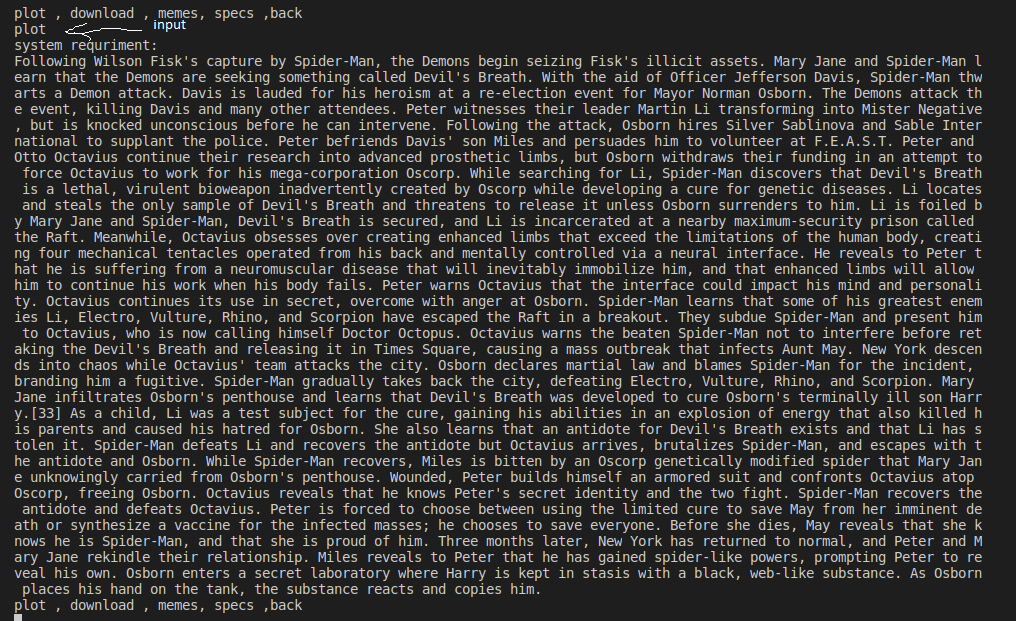 plot , download , memes, specs ,back
plot input
system requriment:
Following Wilson Fisk's capture by Spider-Man, the Demons begin seizing Fisk's illicit assets. Mary Jane and Spider-Man l
earn that the Demons are seeking something called Devil's Breath. With the aid of Officer Jefferson Davis, Spider-Man thw
arts a Demon attack. Davis is lauded for his heroism at a re-election event for Mayor Norman Osborn. The Demons attack th
e event, killing Davis and many other attendees. Peter witnesses their leader Martin Li transforming into Mister Negative
, but is knocked unconscious before he can intervene. Following the attack, Osborn hires Silver Sablinova and Sable Inter
national to supplant the police. Peter befriends Davis' son Miles and persuades him to volunteer at F.E.A.S.T. Peter and
Otto Octavius continue their research into advanced prosthetic limbs, but Osborn withdraws their funding in an attempt to
force Octavius to work for his mega-corporation Oscorp. While searching for Li, Spider-Man discovers that Devil's Breath
is a lethal, virulent bioweapon inadvertently created by Oscorp while developing a cure for genetic diseases. Li locates
and steals the only sample of Devil's Breath and threatens to release it unless Osborn surrenders to him. Li is foiled b
y Mary Jane and Spider-Man, Devil's Breath is secured, and Li is incarcerated at a nearby maximum-security prison called
the Raft. Meanwhile, Octavius obsesses over creating enhanced limbs that exceed the limitations of the human body, creati
ng four mechanical tentacles operated from his back and mentally controlled via a neural interface. He reveals to Peter t
hat he is suffering from a neuromuscular disease that will inevitably immobilize him, and that enhanced limbs will allow
him to continue his work when his body fails. Peter warns Octavius that the interface could impact his mind and personali
ty. Octavius continues its use in secret, overcome with anger at Osborn. Spider-Man learns that some of his greatest enem
ies Li, Electro, Vulture, Rhino, and Scorpion have escaped the Raft in a breakout. They subdue Spider-Man and present him
to Octavius, who is now calling himself Doctor Octopus. Octavius warns the beaten Spider-Man not to interfere before ret
aking the Devil's Breath and releasing it in Times Square, causing a mass outbreak that infects Aunt May. New York descen
ds into chaos while Octavius' team attacks the city. Osborn declares martial law and blames Spider-Man for the incident,
branding him a fugitive. Spider-Man gradually takes back the city, defeating Electro, Vulture, Rhino, and Scorpion. Mary
Jane infiltrates Osborn's penthouse and learns that Devil's Breath was developed to cure Osborn's terminally ill son Harr
y.[33] As a child, Li was a test subject for the cure, gaining his abilities in an explosion of energy that also killed h
is parents and caused his hatred for Osborn. She also learns that an antidote for Devil's Breath exists and that Li has s
tolen it. Spider-Man defeats Li and recovers the antidote but Octavius arrives, brutalizes Spider-Man, and escapes with t
he antidote and Osborn. While Spider-Man recovers, Miles is bitten by an Oscorp genetically modified spider that Mary Jan
e unknowingly carried from Osborn's penthouse. Wounded, Peter builds himself an armored suit and confronts Octavius atop
Oscorp, freeing Osborn. Octavius reveals that he knows Peter's secret identity and the two fight. Spider-Man recovers the
antidote and defeats Octavius. Peter is forced to choose between using the limited cure to save May from her imminent de
ath or synthesize a vaccine for the infected masses; he chooses to save everyone. Before she dies, May reveals that she k
nows he is Spider-Man, and that she is proud of him. Three months later, New York has returned to normal, and Peter and M
ary Jane rekindle their relationship. Miles reveals to Peter that he has gained spider-like powers, prompting Peter to re
veal his own. Osborn enters a secret laboratory where Harry is kept in stasis with a black, web-like substance. As Osborn
places his hand on the tank, the substance reacts and copies him.
plot , download , memes, specs ,back